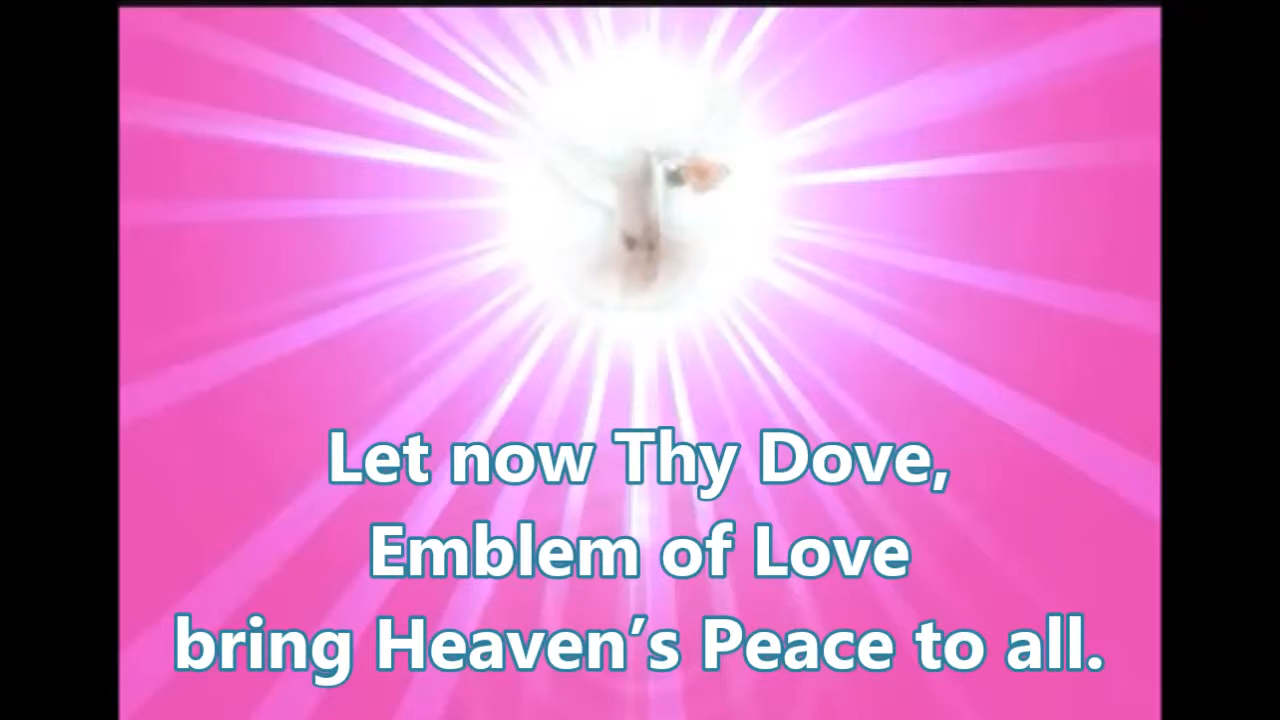 Let now Thy Dove,
Emblem of Love
bring Heaven’s Peace to all.